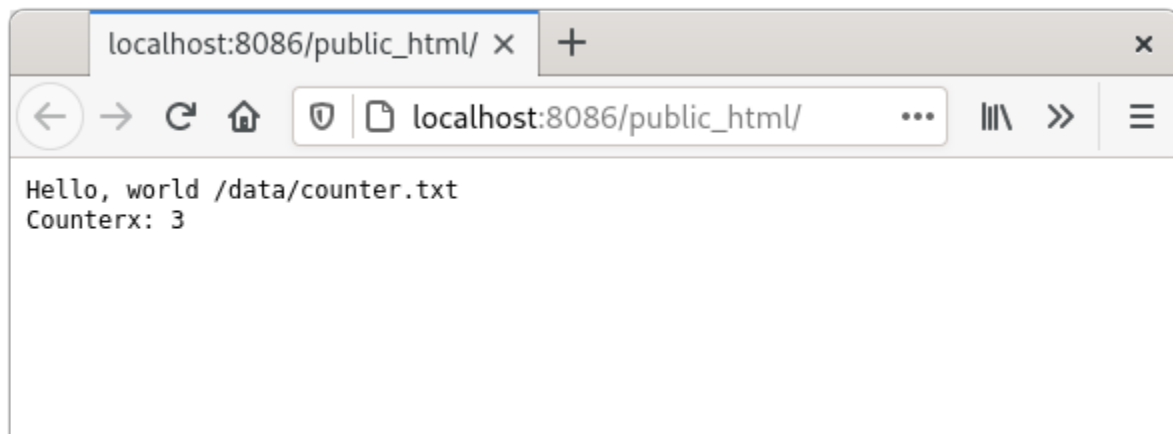 localhost:8086/public_html/
localhost:8086/public_html/
Hello, world /data/counter.txt
Counterx: 3